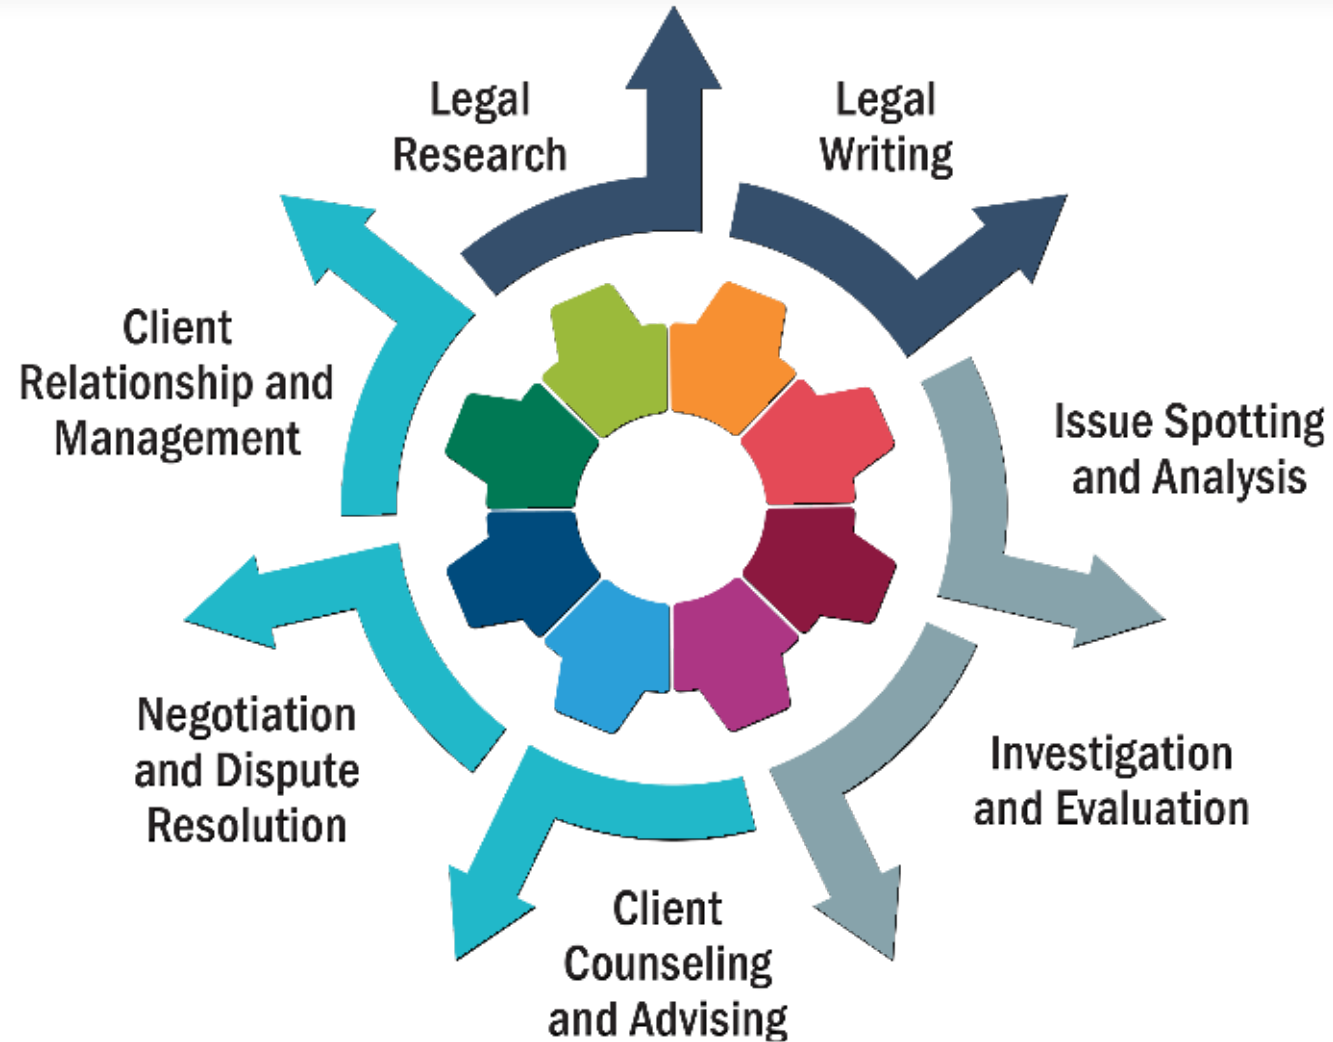 Legal
Research
Legal
Writing
Issue Spotting
and Analysis
Investigation
and Evaluation
Client
Counseling
and Advising
Negotiation
and Dispute
Resolution
Client
Relationship and
Management